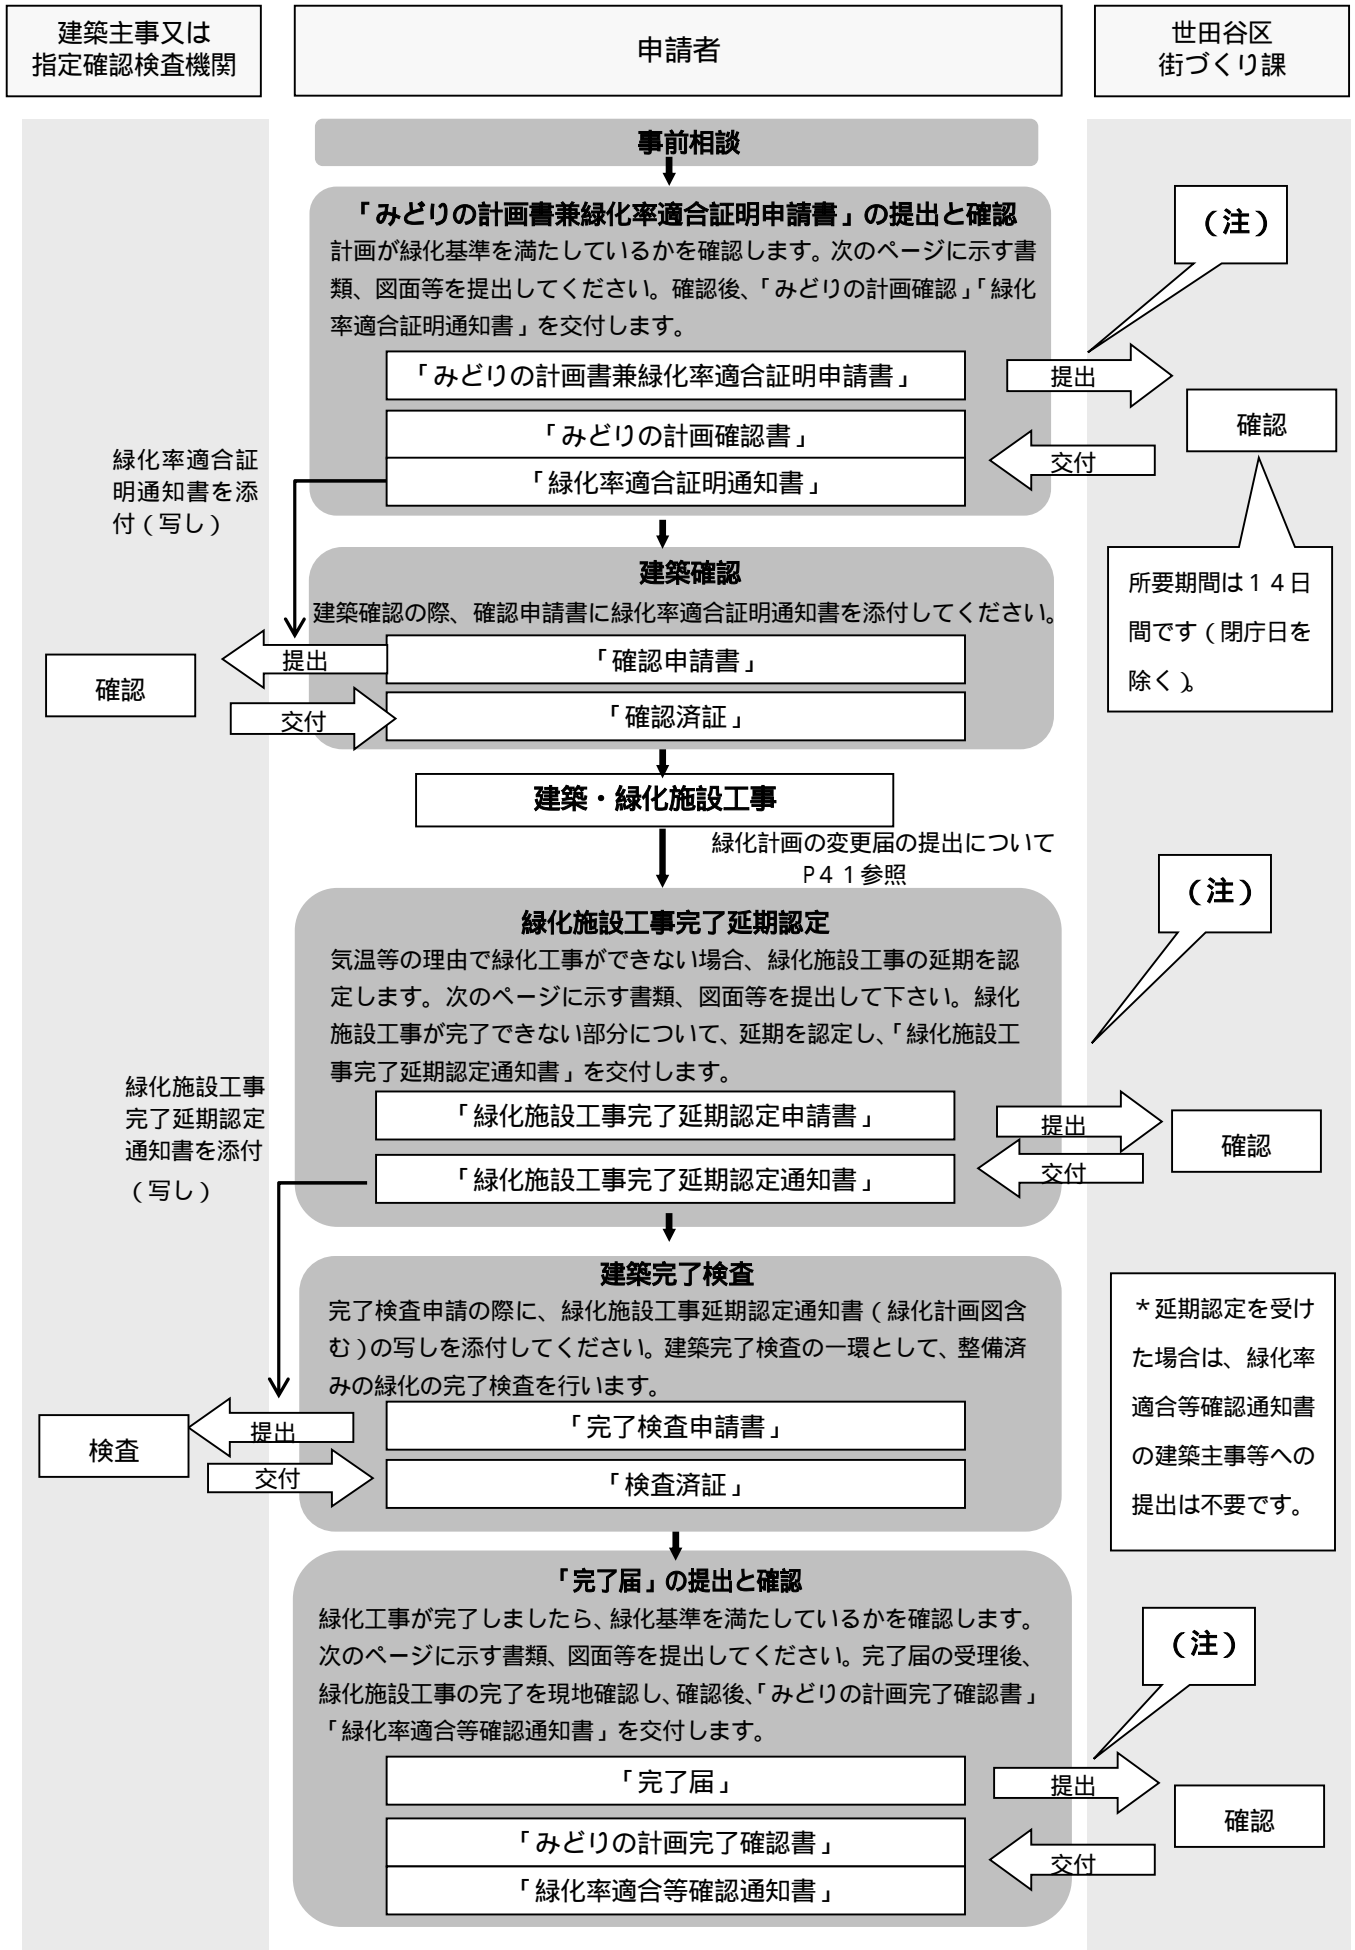 建築主事又は
指定確認検査機関
申請者
世田谷区
街づくり課
事前相談
「みどりの計画書兼緑化率適合証明申請書」の提出と確認
計画が緑化基準を満たしているかを確認します。次のページに示す書
類、図面等を提出してください。確認後、「みどりの計画確認」「緑化
率適合証明通知書」を交付します。
（注）
「みどりの計画書兼緑化率適合証明申請書」
提出
「みどりの計画確認書」
確認
交付
「緑化率適合証明通知書」
緑化率適合証
明通知書を添
付（写し）
所要期間は１４日
間です（閉庁日を
除く）。
建築確認
建築確認の際、確認申請書に緑化率適合証明通知書を添付してください。
提出
「確認申請書」
確認
交付
「確認済証」
建築・緑化施設工事
緑化計画の変更届の提出について
P４１参照
（注）
緑化施設工事完了延期認定
気温等の理由で緑化工事ができない場合、緑化施設工事の延期を認
定します。次のページに示す書類、図面等を提出して下さい。緑化
施設工事が完了できない部分について、延期を認定し、「緑化施設工
事完了延期認定通知書」を交付します。
緑化施設工事
完了延期認定
通知書を添付
（写し）
「緑化施設工事完了延期認定申請書」
提出
確認
「緑化施設工事完了延期認定通知書」
交付
建築完了検査
完了検査申請の際に、緑化施設工事延期認定通知書（緑化計画図含
む）の写しを添付してください。建築完了検査の一環として、整備済
みの緑化の完了検査を行います。
＊延期認定を受け
た場合は、緑化率
適合等確認通知書
の建築主事等への
提出は不要です。
提出
「完了検査申請書」
検査
交付
「検査済証」
「完了届」の提出と確認
緑化工事が完了しましたら、緑化基準を満たしているかを確認します。
次のページに示す書類、図面等を提出してください。完了届の受理後、
緑化施設工事の完了を現地確認し、確認後、「みどりの計画完了確認書」
「緑化率適合等確認通知書」を交付します。
（注）
「完了届」
提出
確認
「みどりの計画完了確認書」
交付
「緑化率適合等確認通知書」